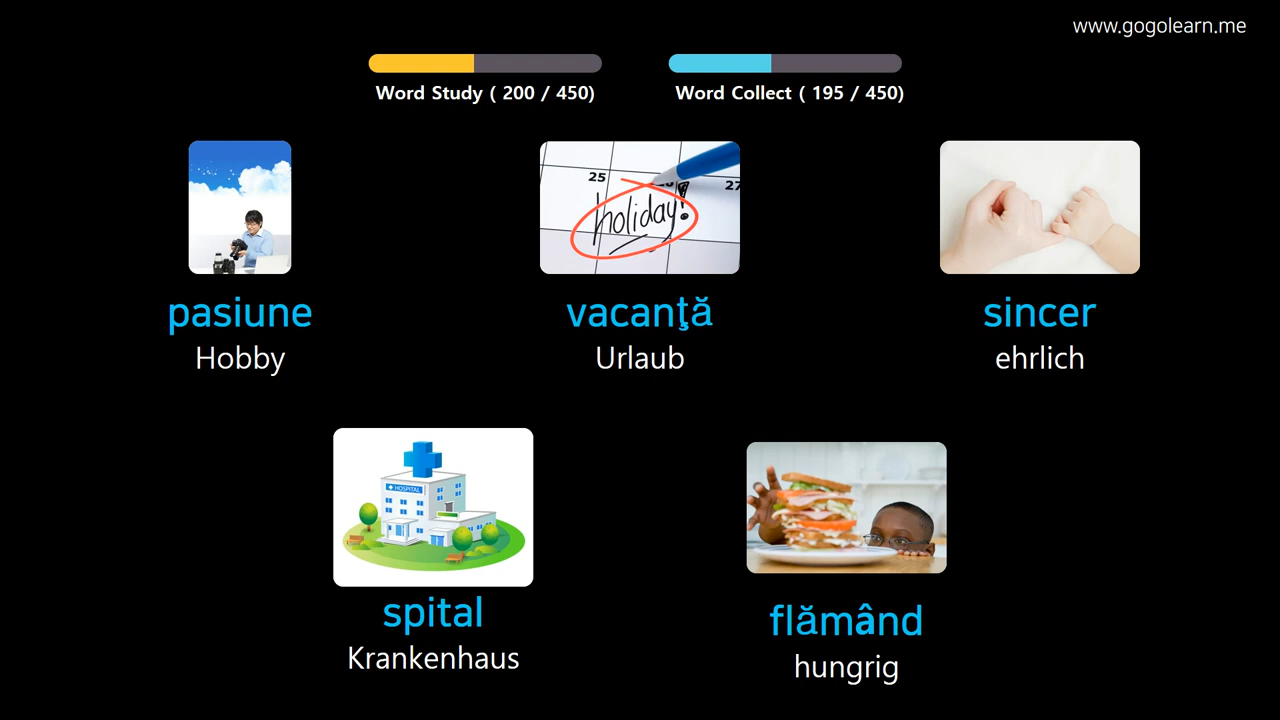 www.gogolearn.me
Word Study ( 200 / 450)
Word Collect ( 195 / 450)
25
27
holiday!
pasiune
vacanţă
sincer
Hobby
Urlaub
ehrlich
HOSPITAL
spital
flămând
Krankenhaus
hungrig